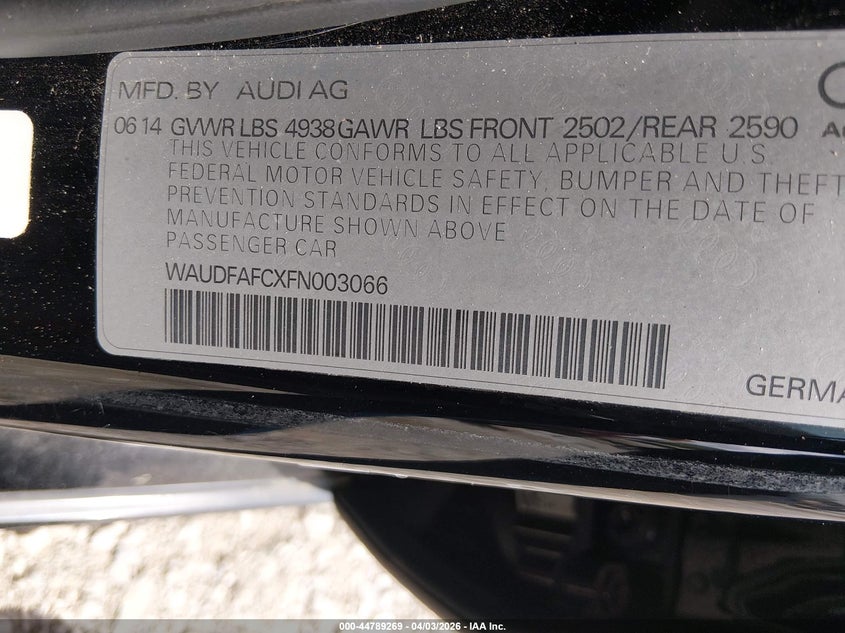 MFD. BY AUDI AG
0614 GVWR LBS 4938 GAWR LBS FRONT 2502/REAR 2590
THIS VEHICLE CONFORMS TO ALL APPLICABLE U.S.
FEDERAL MOTOR VEHICLE SAFETY, BUMPER AND THEFT
PREVENTION STANDARDS IN EFFECT ON THE DATE OF
MANUFACTURE SHOWN ABOVE
PASSENGER CAR
WAUDFAFCXFN003066
000-44789269 - 04/03/2026 - IAA Inc.